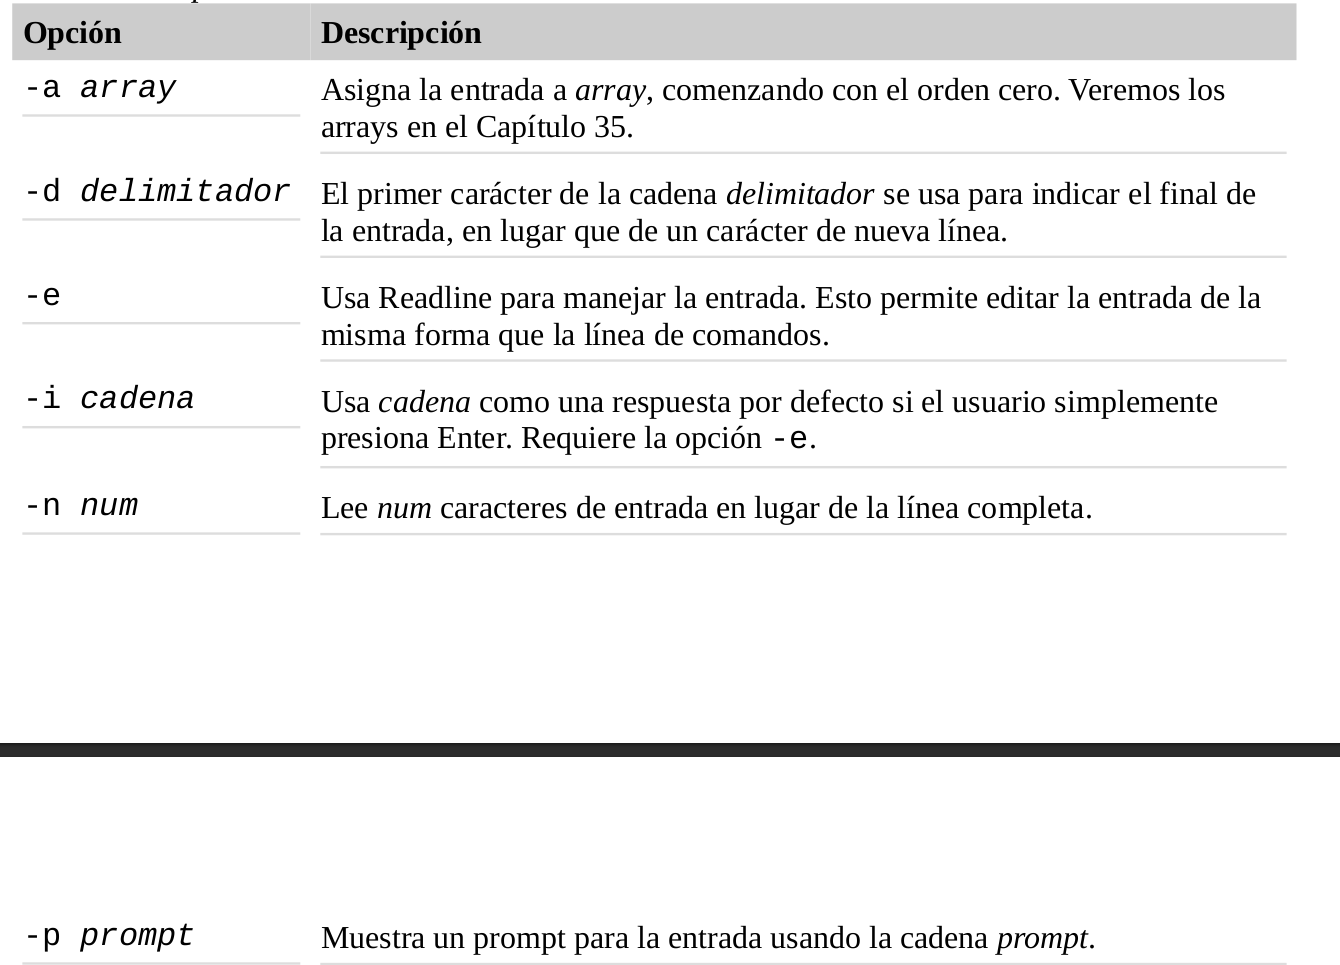 Opción Descripción
-a array Asigna la entrada a array, comenzando con el orden cero. Veremos los
arrays en el Capítulo 35.
-d delimitador El primer carácter de la cadena delimitador se usa para indicar el final de
la entrada, en lugar que de un carácter de nueva línea.
-e Usa Readline para manejar la entrada. Esto permite editar la entrada de la
misma forma que la línea de comandos.
-i cadena Usa cadena como una respuesta por defecto si el usuario simplemente
presiona Enter. Requiere la opción -e.
-n num Lee num caracteres de entrada en lugar de la línea completa.
-p prompt Muestra un prompt para la entrada usando la cadena prompt.